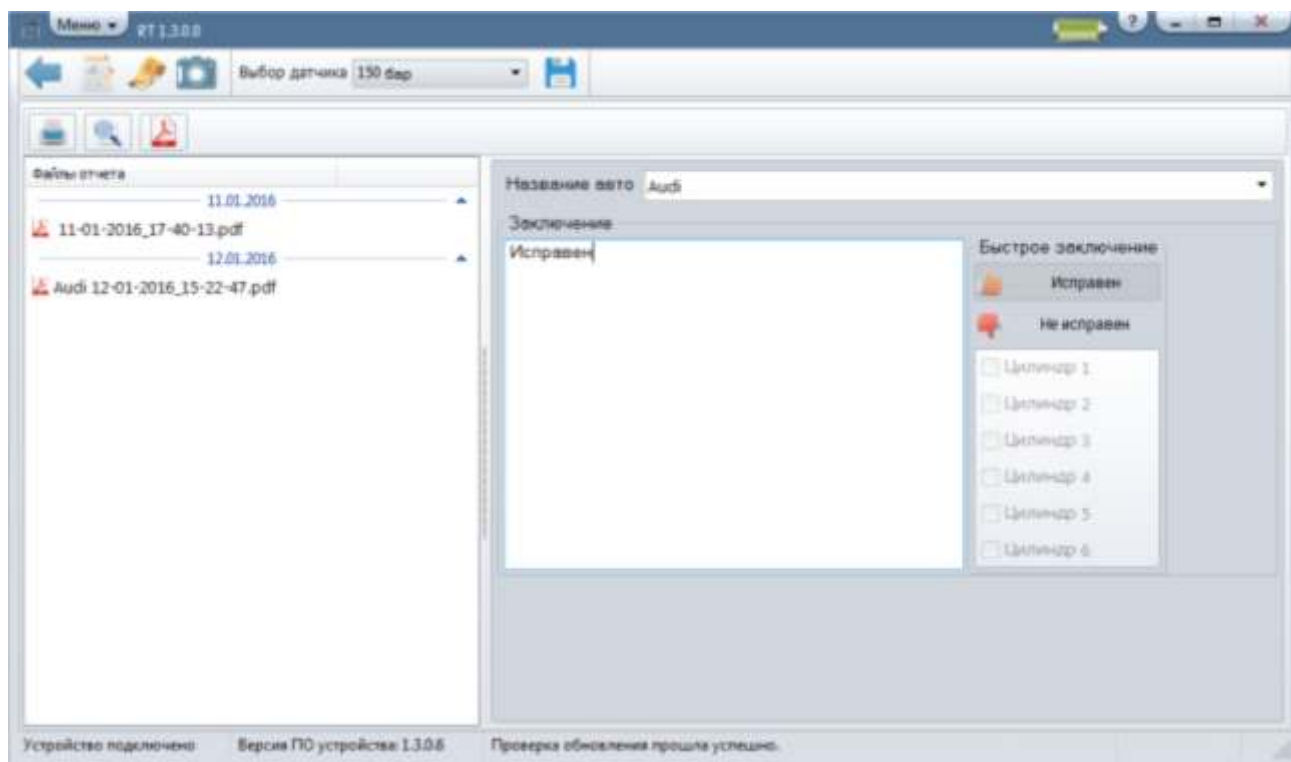 Меню
RT 1.3.0.0
?
Выбор датчика 150 бар
Файлы отчета
11.01.2016
11-01-2016_17-40-13.pdf
12.01.2016
Audi 12-01-2016_15-22-47.pdf
Название авто Audi
Заключение
Исправен
Быстрое заключение
Исправен
Не исправен
Цилиндр 1
Цилиндр 2
Цилиндр 3
Цилиндр 4
Цилиндр 5
Цилиндр 6
Устройство подключено Версия ПО устройства: 1.3.0.6 Проверка обновления прошла успешно.